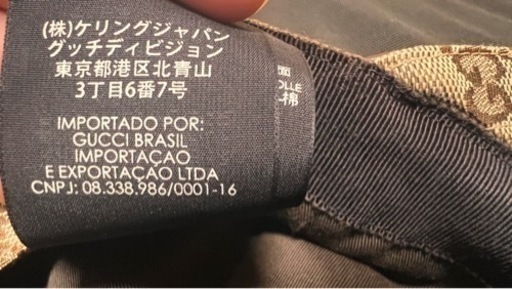 (株)ケリングジャパン
グッチディビジョン
東京都港区北青山
3丁目6番7号
IMPORTADO POR:
GUCCI BRASIL
IMPORTAÇAO
E EXPORTAÇAO LTDA
CNPJ: 08.338.986/0001-16